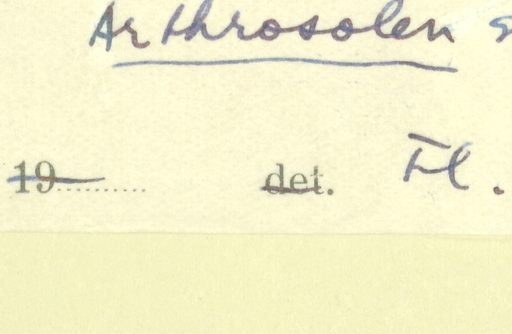 Arthrosolen s
19.......... det. Fl.